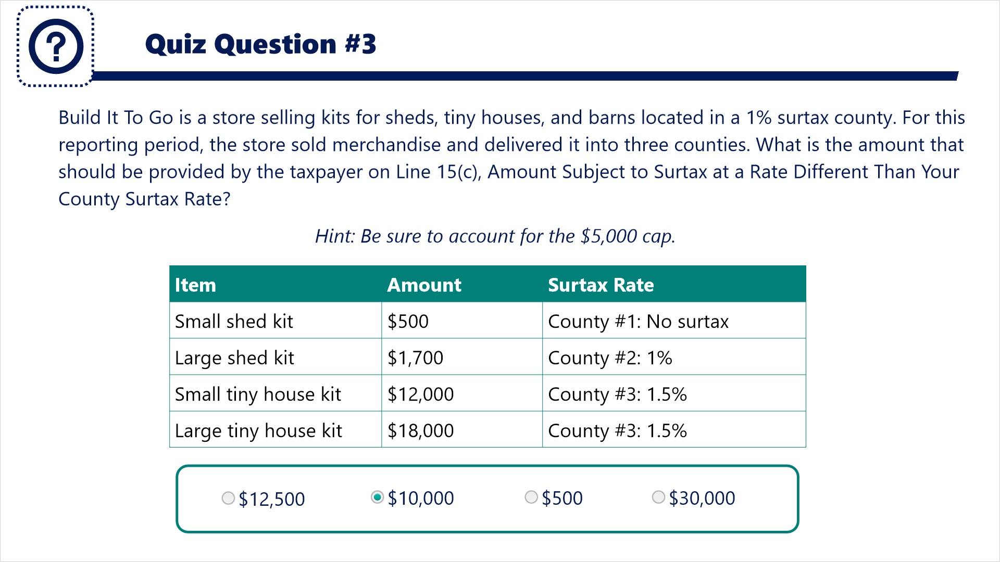 ?
Quiz Question #3
Build It To Go is a store selling kits for sheds, tiny houses, and barns located in a 1% surtax county. For this
reporting period, the store sold merchandise and delivered it into three counties. What is the amount that
should be provided by the taxpayer on Line 15(c), Amount Subject to Surtax at a Rate Different Than Your
County Surtax Rate?
Hint: Be sure to account for the $5,000 cap.
Item Amount Surtax Rate
Small shed kit $500 County #1: No surtax
Large shed kit $1,700 County #2: 1%
Small tiny house kit $12,000 County #3: 1.5%
Large tiny house kit $18,000 County #3: 1.5%
$12,500 $10,000 $500 $30,000